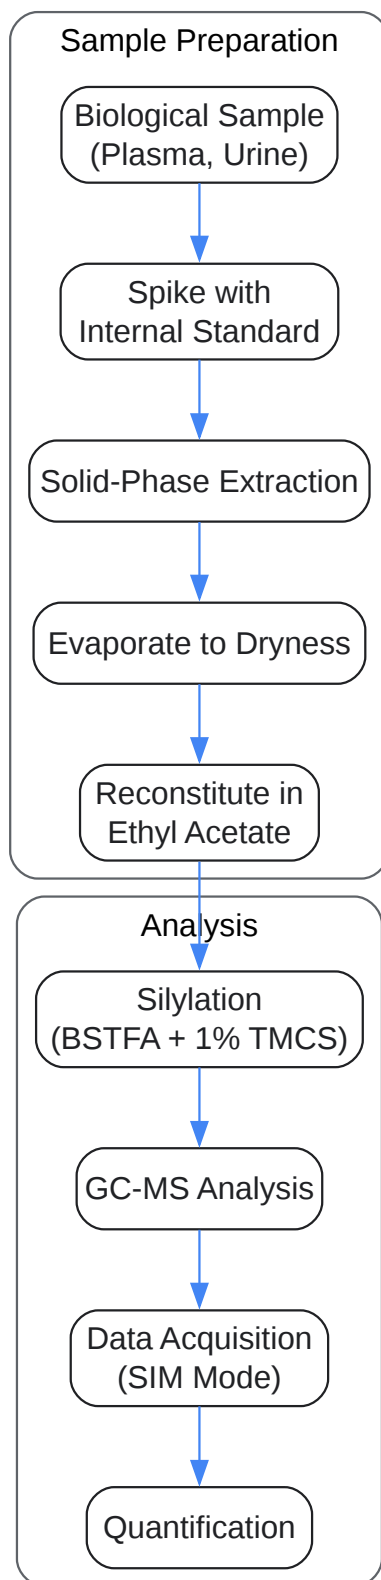 Sample Preparation
Biological Sample
(Plasma, Urine)
Spike with
Internal Standard
Solid-Phase Extraction
Evaporate to Dryness
Reconstitute in
Ethyl Acetate
Analysis
Silylation
(BSTFA + 1% TMCS)
GC-MS Analysis
Data Acquisition
(SIM Mode)
Quantification